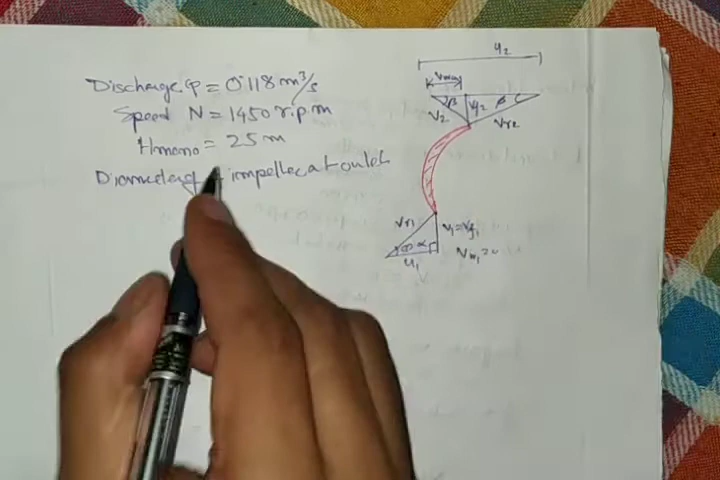 Discharge, Q = 0.118 m³/s
Speed N = 1450 r.p.m
Hmano = 25 m
Diameter of impeller at outlet
u₂
V₂
β
Vf₂
φ
Vr₂
Vr₁
V₁=Vf₁
α
u₁